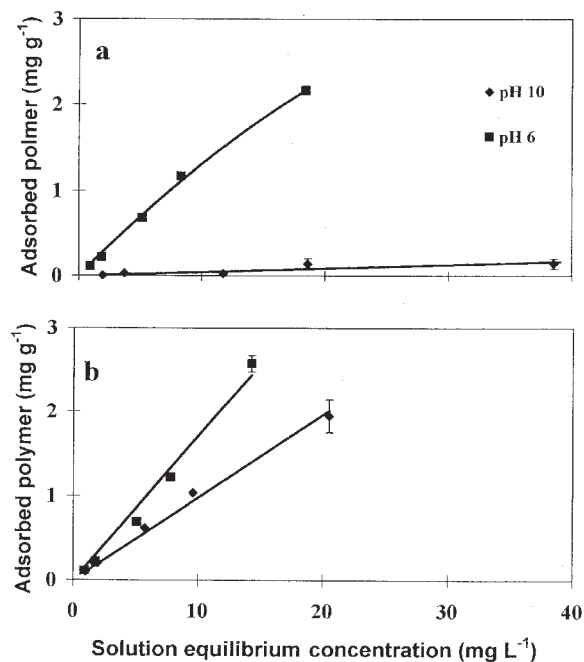 3
a
◆ pH 10
2
■ pH 6
1
0
Adsorbed polmer (mg g⁻¹)
3
b
2
1
0
Adsorbed polymer (mg g⁻¹)
0 10 20 30 40
Solution equilibrium concentration (mg L⁻¹)